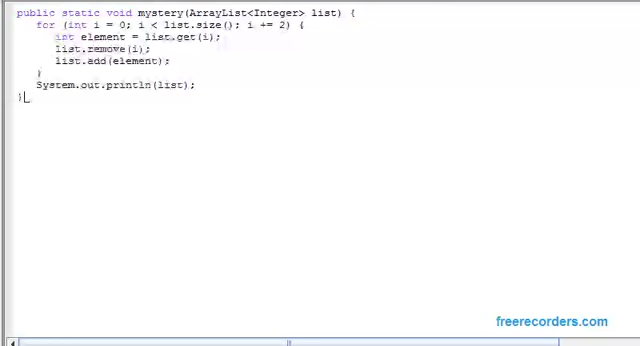 public static void mystery(ArrayList<Integer> list) {
for (int i = 0; i < list.size(); i += 2) {
int element = list.get(i);
list.remove(i);
list.add(element);
}
System.out.println(list);
}
freerecorders.com